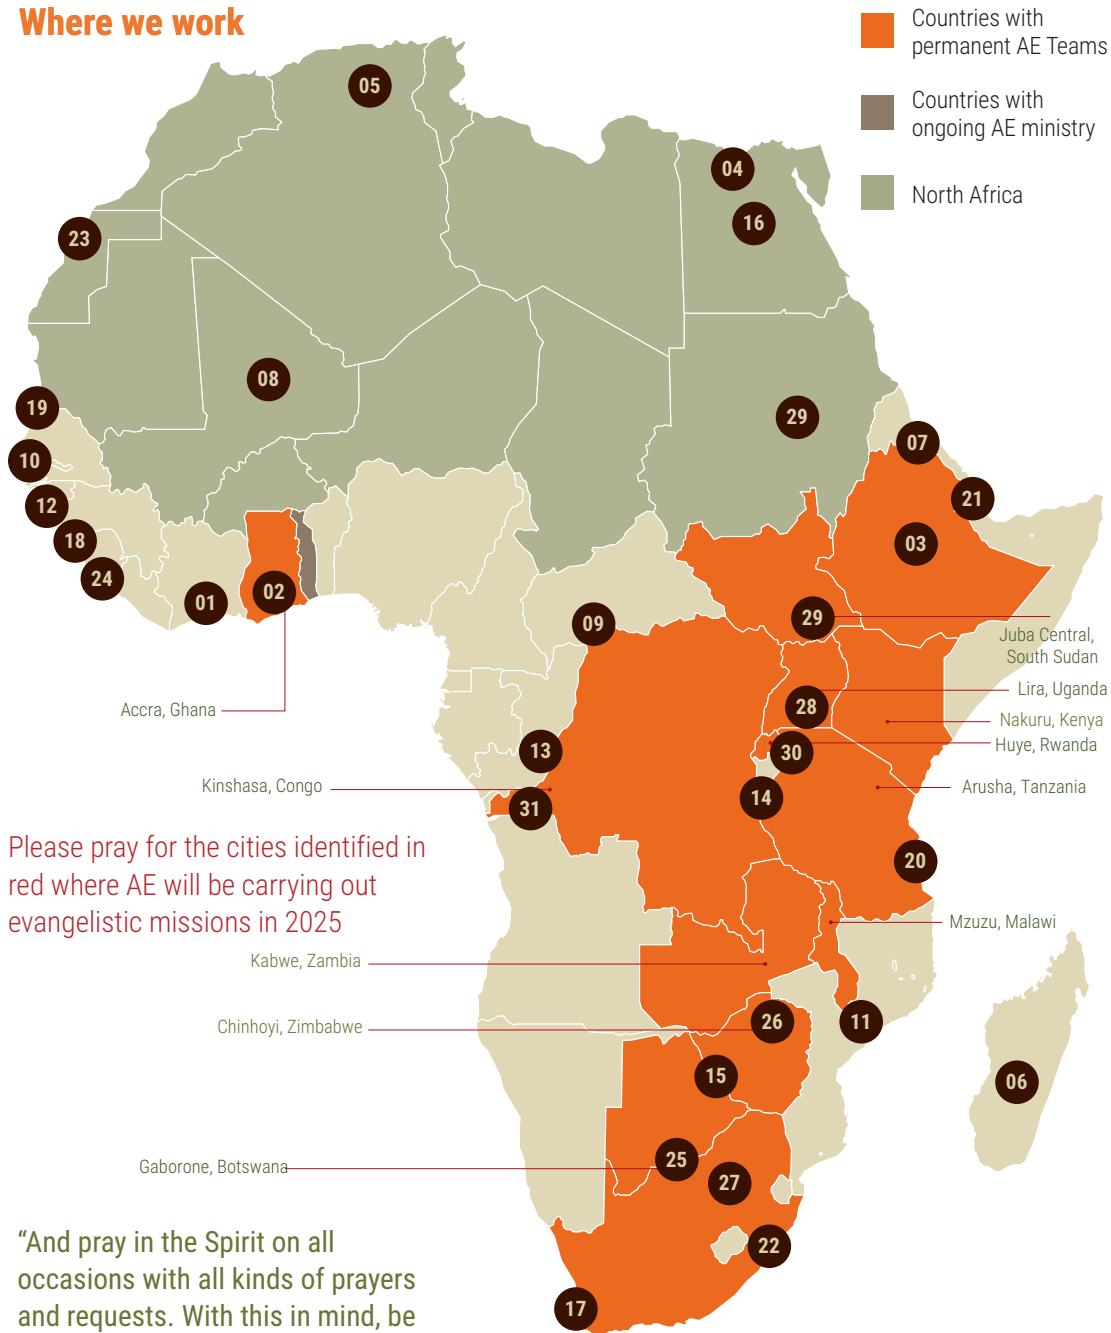 Where we work
Countries with
permanent AE Teams
Countries with
ongoing AE ministry
North Africa
05
04
16
23
08
19
29
10
07
12
21
18
03
24
02
01
09
29
Juba Central,
South Sudan
Lira, Uganda
28
Accra, Ghana
Nakuru, Kenya
Huye, Rwanda
13
30
Kinshasa, Congo
Arusha, Tanzania
14
31
Please pray for the cities identified in
red where AE will be carrying out
evangelistic missions in 2025
20
Mzuzu, Malawi
Kabwe, Zambia
Chinhoyi, Zimbabwe
26
11
15
06
Gaborone, Botswana
25
27
22
17
“And pray in the Spirit on all
occasions with all kinds of prayers
and requests. With this in mind, be